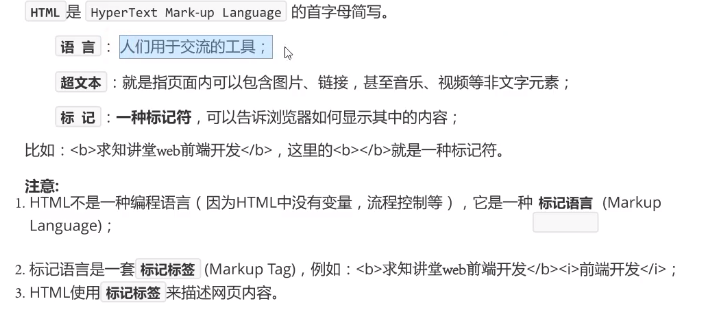 HTML 是 HyperText Mark-up Language 的首字母简写。
语 言 ：人们用于交流的工具；
超文本 ：就是指页面内可以包含图片、链接，甚至音乐、视频等非文字元素；
标 记 ：一种标记符，可以告诉浏览器如何显示其中的内容；
比如：<b>求知讲堂web前端开发</b>，这里的<b></b>就是一种标记符。
注意:
1. HTML不是一种编程语言（因为HTML中没有变量，流程控制等），它是一种 标记语言 (Markup
Language)；
2. 标记语言是一套 标记标签 (Markup Tag)，例如：<b>求知讲堂web前端开发</b><i>前端开发</i>；
3. HTML使用 标记标签 来描述网页内容。